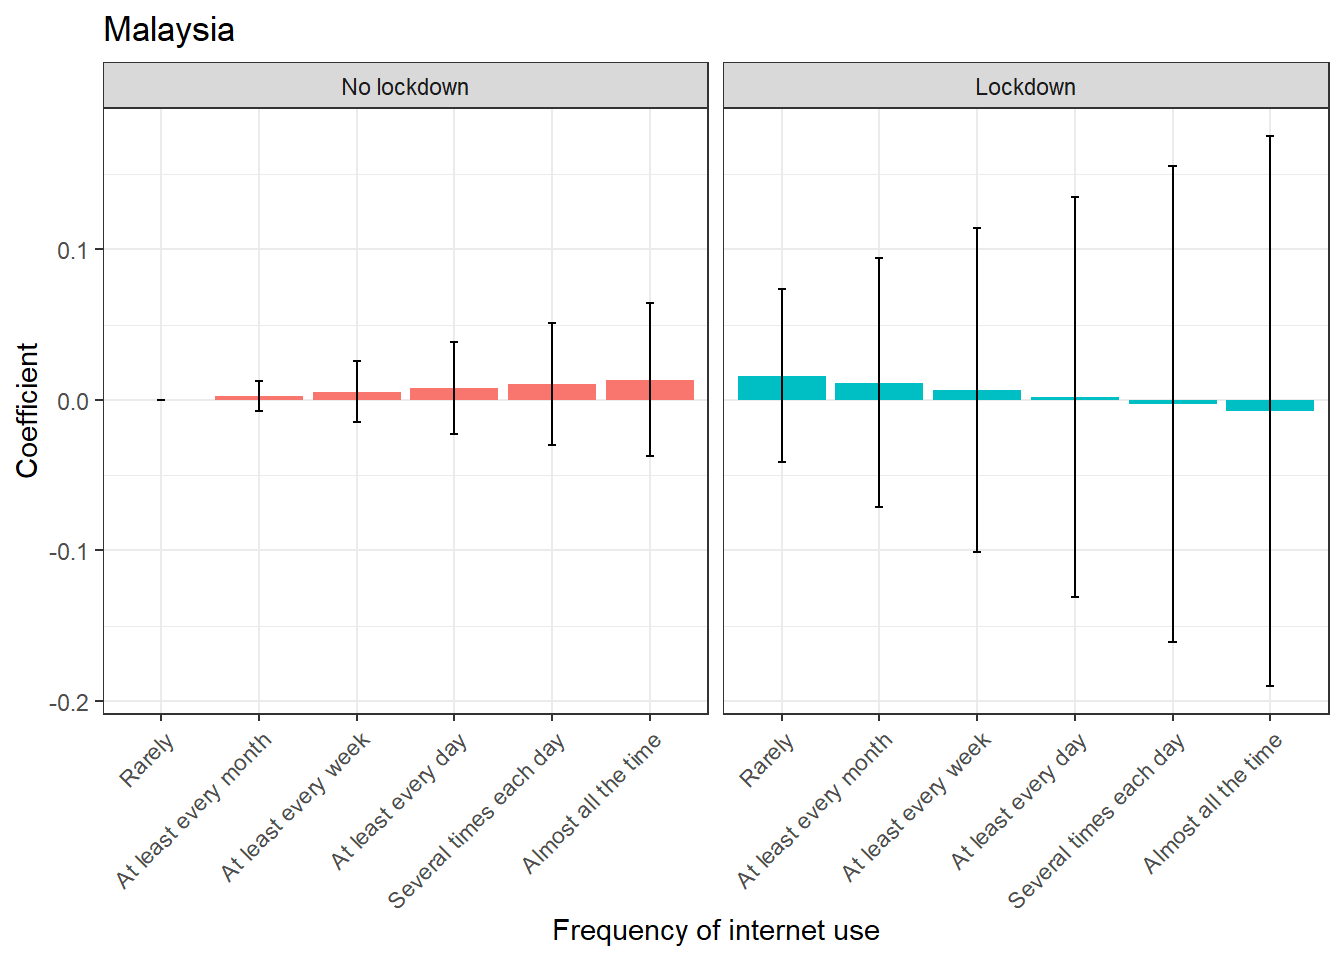 Malaysia
No lockdown
Lockdown
Coefficient
0.1
0.0
-0.1
-0.2
Rarely
At least every month
At least every week
At least every day
Several times each day
Almost all the time
Rarely
At least every month
At least every week
At least every day
Several times each day
Almost all the time
Frequency of internet use